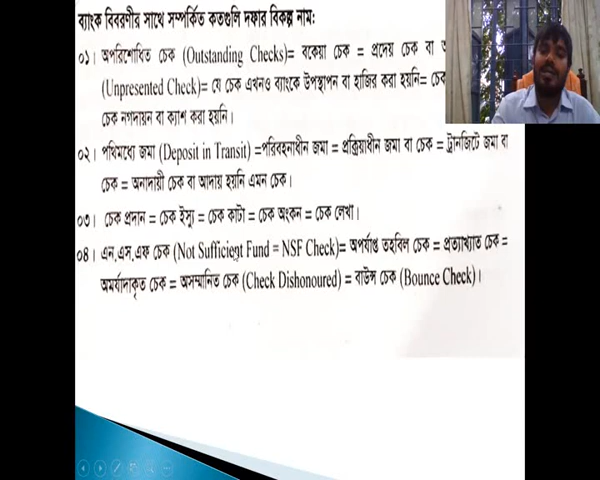 ব্যাংক বিবরণীর সাথে সম্পর্কিত কতগুলি দফার বিকল্প নাম:
০১। অপরিশোধিত চেক (Outstanding Checks)= বকেয়া চেক = প্রদেয় চেক বা
(Unpresented Check)= যে চেক এখনও ব্যাংকে উপস্থাপন বা হাজির করা হয়নি= চেক
চেক নগদায়ন বা ক্যাশ করা হয়নি।
০২। পথিমধ্যে জমা (Deposit in Transit) =পরিবহনাধীন জমা = প্রক্রিয়াধীন জমা বা চেক = ট্রানজিটে জমা বা
চেক = অনাদায়ী চেক বা আদায় হয়নি এমন চেক।
০৩। চেক প্রদান = চেক ইস্যু = চেক কাটা = চেক অংকন = চেক লেখা।
০৪। এন.এস.এফ চেক (Not Sufficient Fund = NSF Check)= অপর্যাপ্ত তহবিল চেক = প্রত্যাখ্যাত চেক =
অমর্যাদাকৃত চেক = অসম্মানিত চেক (Check Dishonoured) = বাউন্স চেক (Bounce Check)।